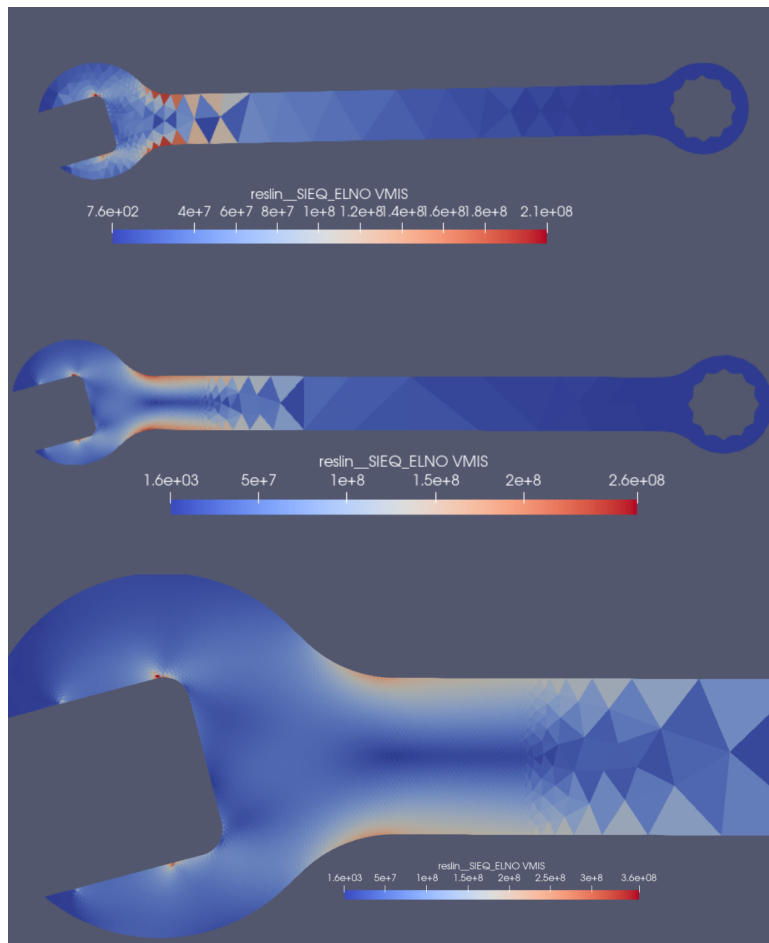 reslin__SIEQ_ELNO VMIS
7.6e+02 4e+7 6e+7 8e+7 1e+8 1.2e+8 1.4e+8 1.6e+8 1.8e+8 2.1e+08
reslin__SIEQ_ELNO VMIS
1.6e+03 5e+7 1e+8 1.5e+8 2e+8 2.6e+08
reslin__SIEQ_ELNO VMIS
1.6e+03 5e+7 1e+8 1.5e+8 2e+8 2.5e+8 3e+8 3.6e+08